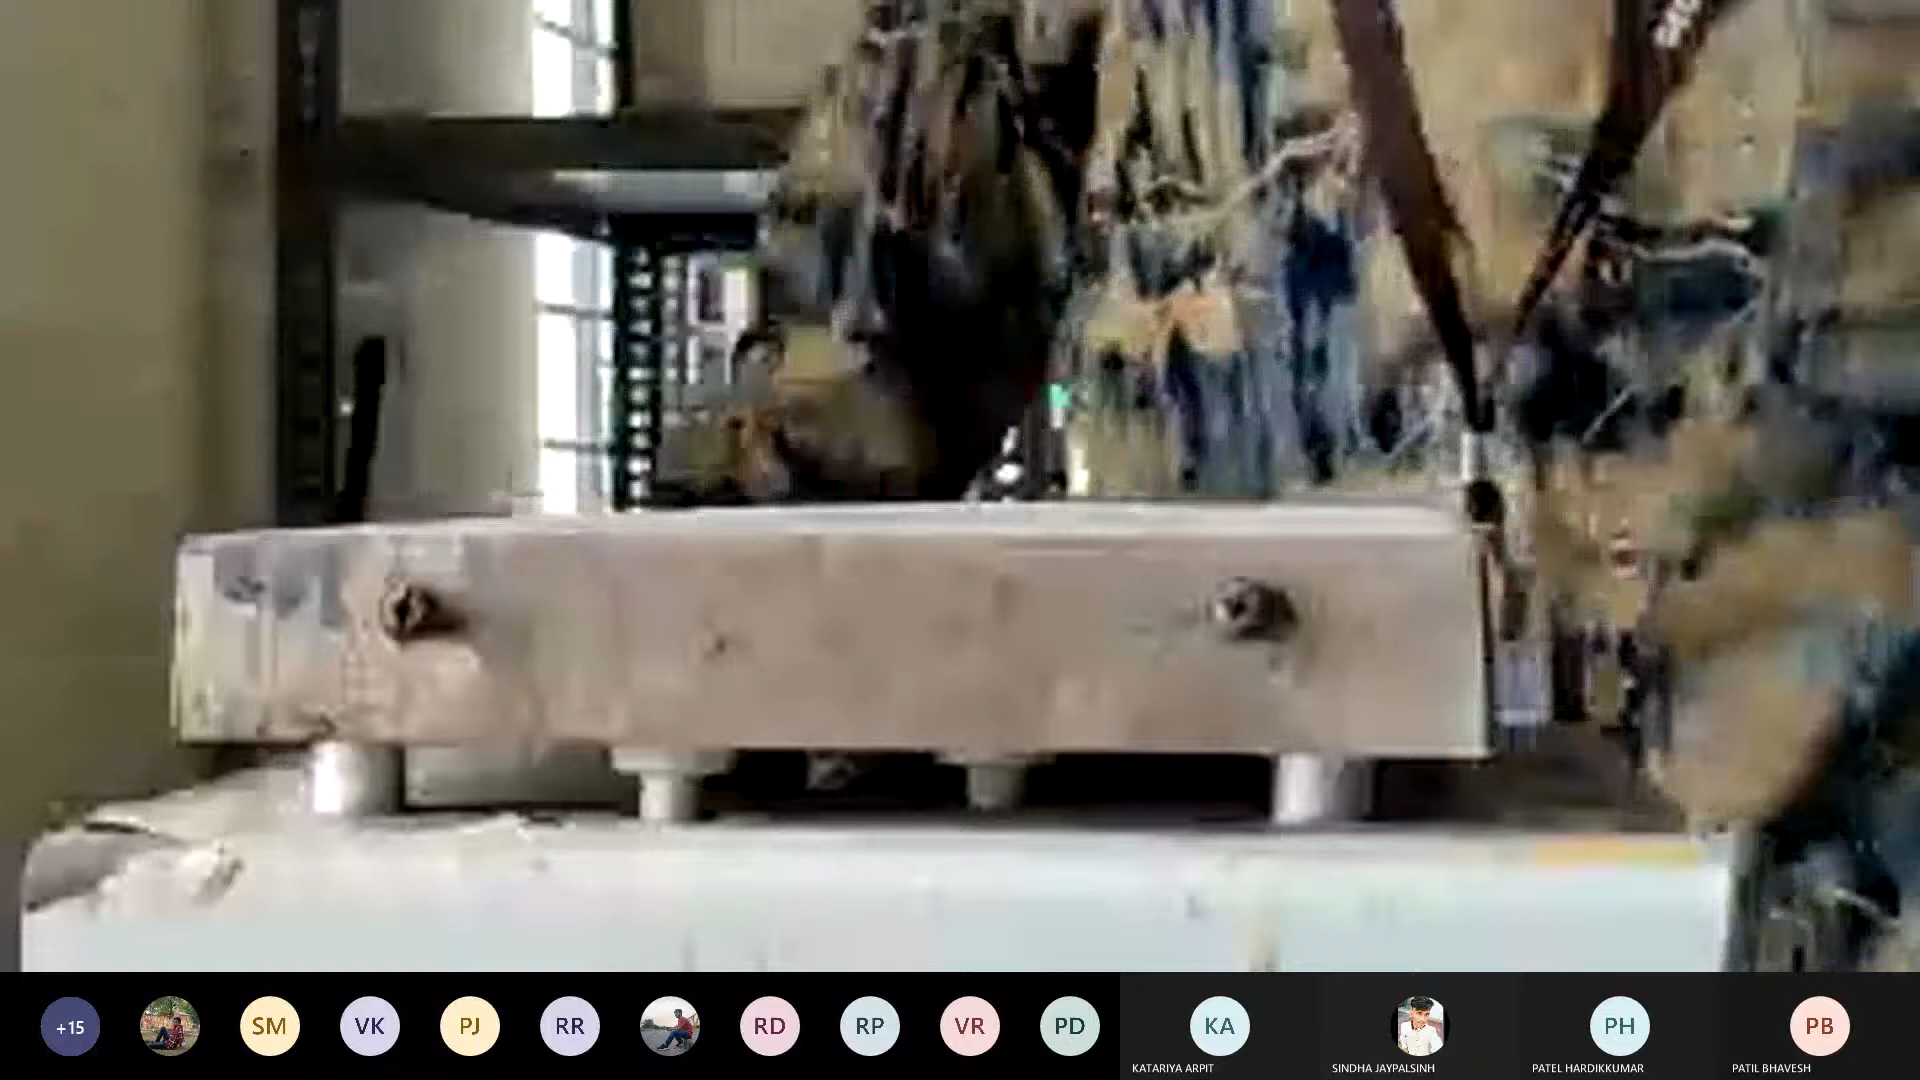 +15
SM
VK
PJ
RR
RD
RP
VR
PD
KA
PH
PB
KATARIYA ARPIT
SINDHA JAYPALSINH
PATEL HARDIKKUMAR
PATIL BHAVESH